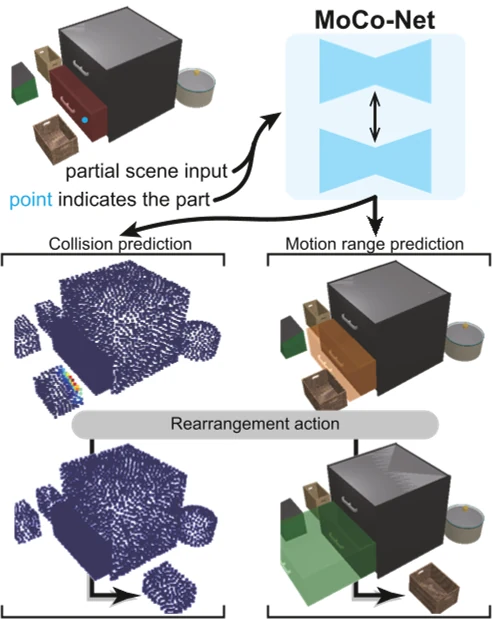 MoCo-Net
partial scene input
point indicates the part
Collision prediction
Motion range prediction
Rearrangement action